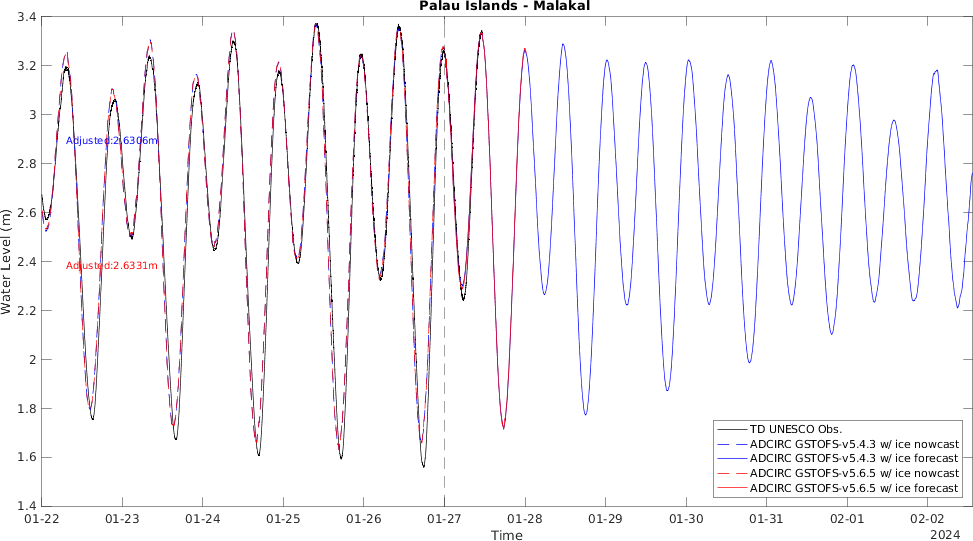 Palau Islands - Malakal
Water Level (m)
3.4
3.2
3
2.8
2.6
2.4
2.2
2
1.8
1.6
1.4
Adjusted:2.6306m
Adjusted:2.6331m
TD UNESCO Obs.
ADCIRC GSTOFS-v5.4.3 w/ ice nowcast
ADCIRC GSTOFS-v5.4.3 w/ ice forecast
ADCIRC GSTOFS-v5.6.5 w/ ice nowcast
ADCIRC GSTOFS-v5.6.5 w/ ice forecast
01-22 01-23 01-24 01-25 01-26 01-27 01-28 01-29 01-30 01-31 02-01 02-02
Time
2024